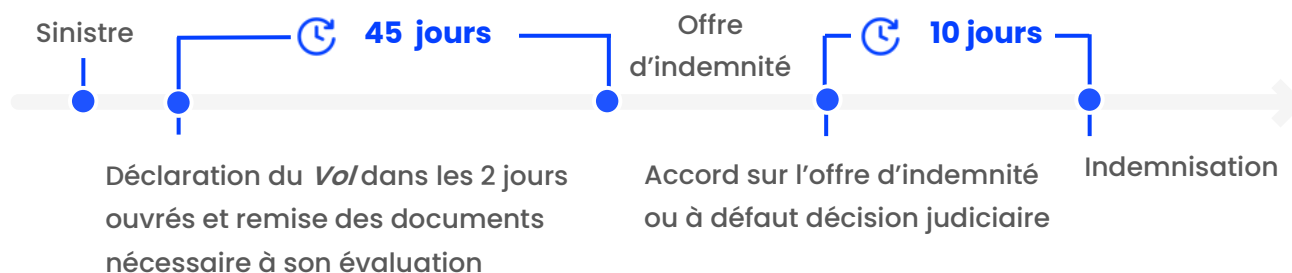 Sinistre
45 jours
Offre
d’indemnité
10 jours
Déclaration du Vol dans les 2 jours
ouvrés et remise des documents
nécessaire à son évaluation
Accord sur l’offre d’indemnité
ou à défaut décision judiciaire
Indemnisation